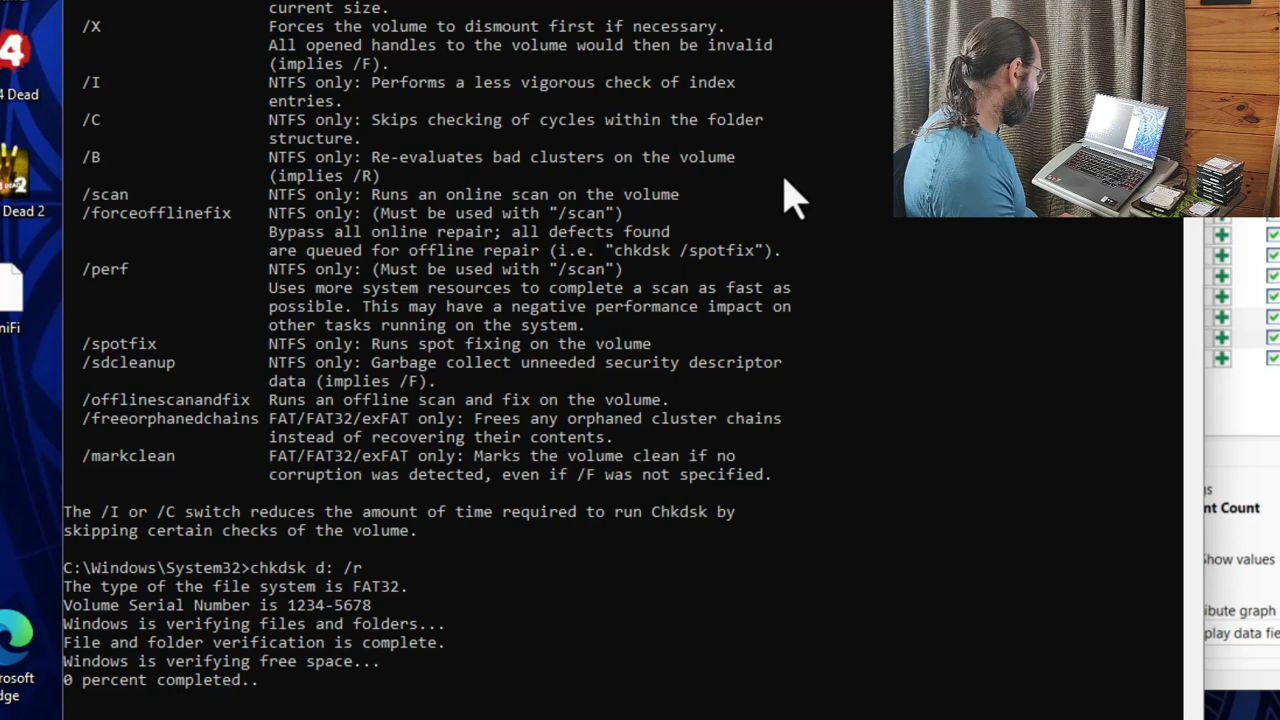 current size.
/X Forces the volume to dismount first if necessary.
All opened handles to the volume would then be invalid
(implies /F).
/I NTFS only: Performs a less vigorous check of index
entries.
/C NTFS only: Skips checking of cycles within the folder
structure.
/B NTFS only: Re-evaluates bad clusters on the volume
(implies /R)
/scan NTFS only: Runs an online scan on the volume
/forceofflinefix NTFS only: (Must be used with "/scan")
Bypass all online repair; all defects found
are queued for offline repair (i.e. "chkdsk /spotfix").
/perf NTFS only: (Must be used with "/scan")
Uses more system resources to complete a scan as fast as
possible. This may have a negative performance impact on
other tasks running on the system.
/spotfix NTFS only: Runs spot fixing on the volume
/sdcleanup NTFS only: Garbage collect unneeded security descriptor
data (implies /F).
/offlinescanandfix Runs an offline scan and fix on the volume.
/freeorphanedchains FAT/FAT32/exFAT only: Frees any orphaned cluster chains
instead of recovering their contents.
/markclean FAT/FAT32/exFAT only: Marks the volume clean if no
corruption was detected, even if /F was not specified.
The /I or /C switch reduces the amount of time required to run Chkdsk by
skipping certain checks of the volume.
C:\Windows\System32>chkdsk d: /r
The type of the file system is FAT32.
Volume Serial Number is 1234-5678
Windows is verifying files and folders...
File and folder verification is complete.
Windows is verifying free space...
0 percent completed..
4 Dead
Dead 2
niFi
rosoft
dge
gs
nt Count
Show values
ibute graph
play data fie